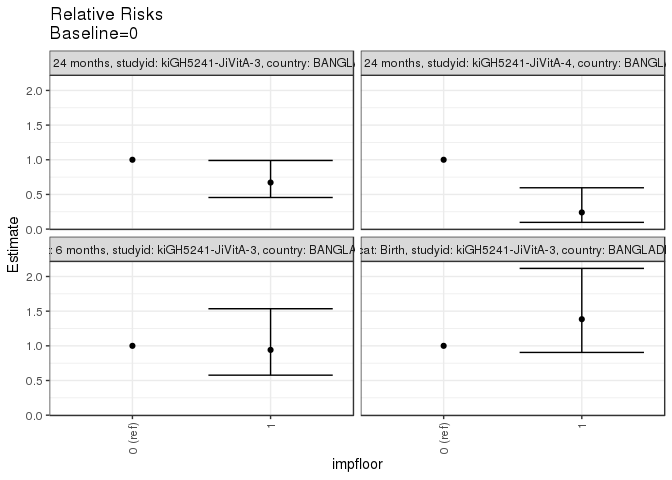 Relative Risks
Baseline=0
24 months, studyid: kiGH5241-JiVitA-3, country: BANGL
24 months, studyid: kiGH5241-JiVitA-4, country: BANGL
2.0
1.5
1.0
0.5
0.0
: 6 months, studyid: kiGH5241-JiVitA-3, country: BANGLA
cat: Birth, studyid: kiGH5241-JiVitA-3, country: BANGLAD
2.0
1.5
1.0
0.5
0.0
Estimate
0 (ref)
1
0 (ref)
1
impfloor